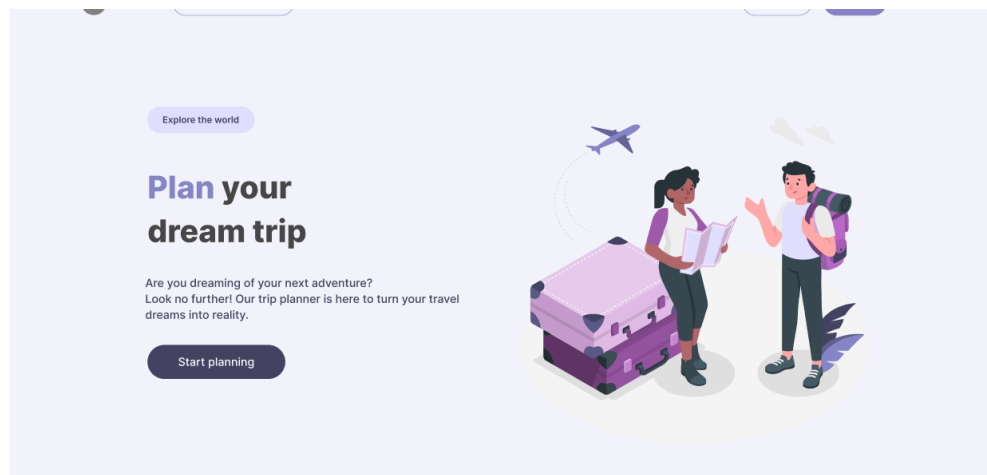 Explore the world
Plan your
dream trip
Are you dreaming of your next adventure?
Look no further! Our trip planner is here to turn your travel
dreams into reality.
Start planning